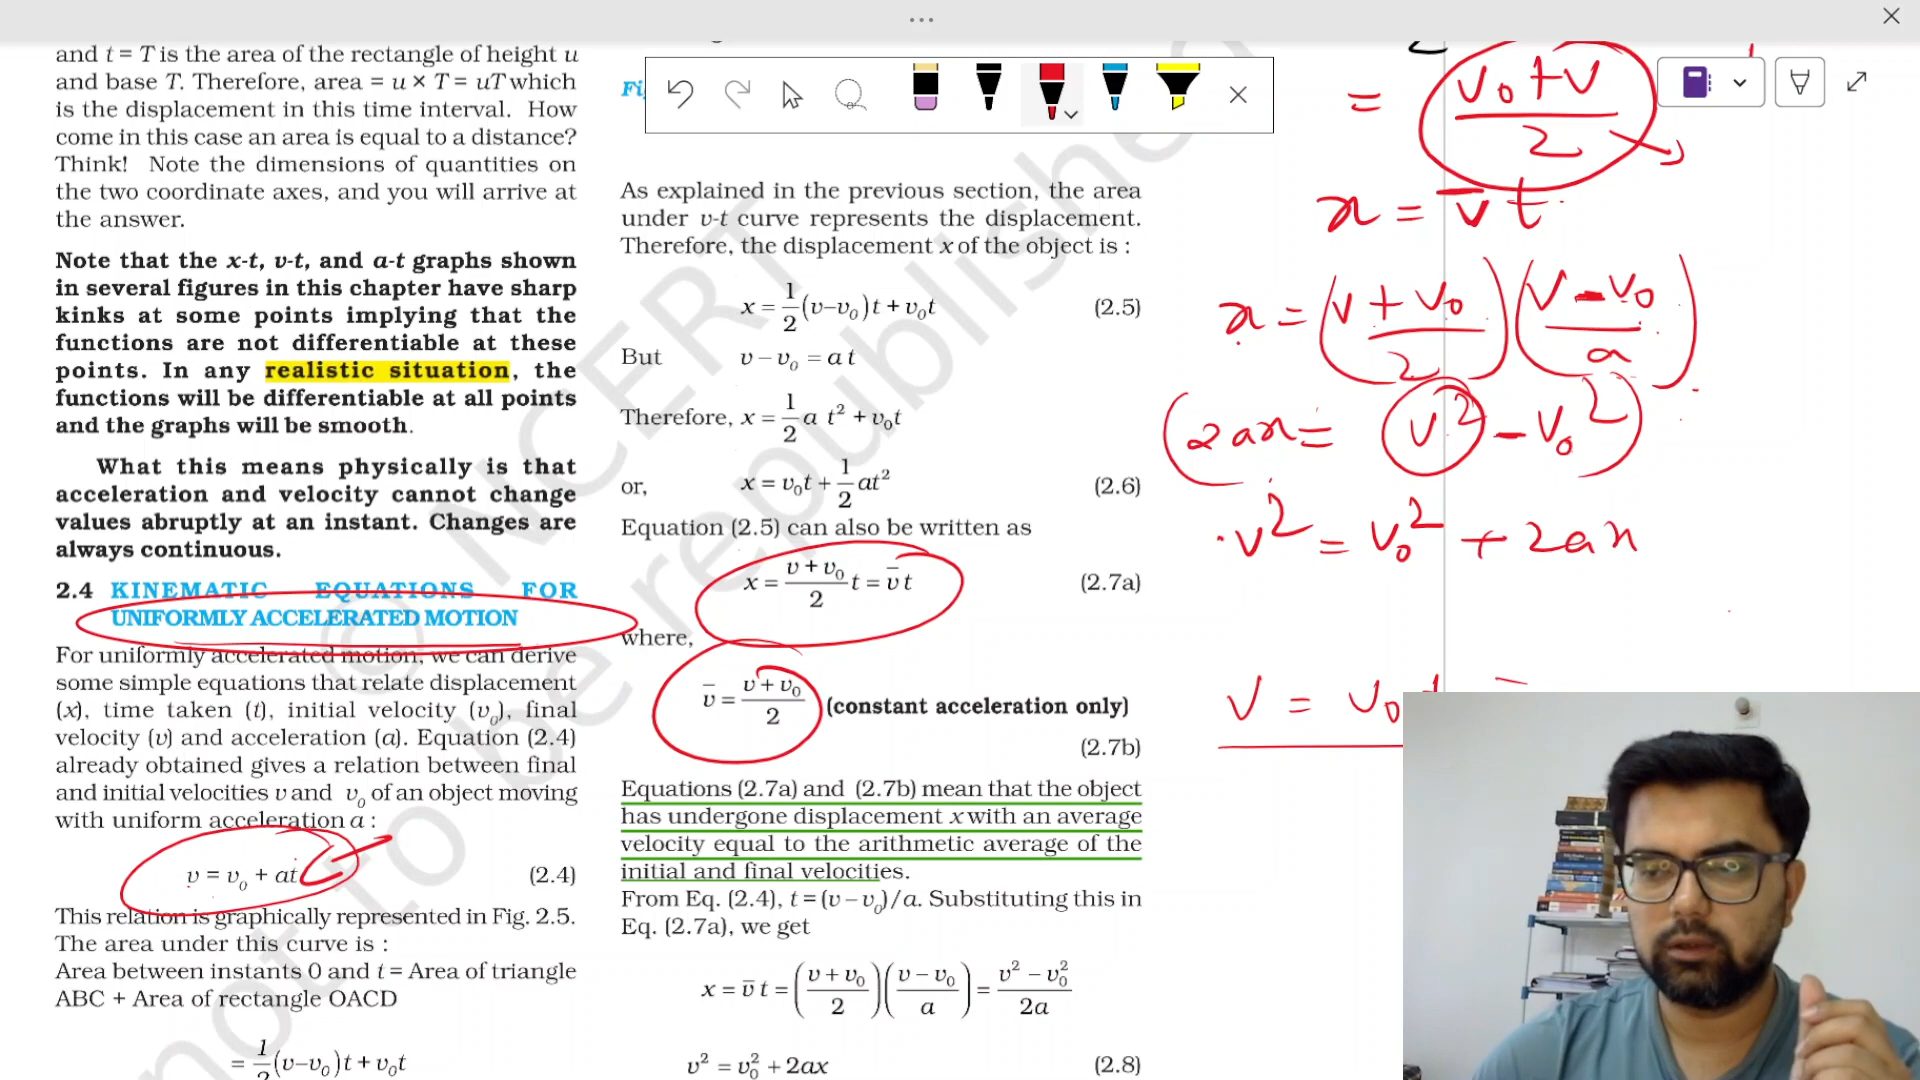 and t = T is the area of the rectangle of height u
and base T. Therefore, area = u × T = uT which
is the displacement in this time interval. How
come in this case an area is equal to a distance?
Think! Note the dimensions of quantities on
the two coordinate axes, and you will arrive at
the answer.
Note that the x-t, v-t, and a-t graphs shown
in several figures in this chapter have sharp
kinks at some points implying that the
functions are not differentiable at these
points. In any realistic situation, the
functions will be differentiable at all points
and the graphs will be smooth.
What this means physically is that
acceleration and velocity cannot change
values abruptly at an instant. Changes are
always continuous.
2.4 KINEMATIC EQUATIONS FOR
UNIFORMLY ACCELERATED MOTION
For uniformly accelerated motion, we can derive
some simple equations that relate displacement
(x), time taken (t), initial velocity (v₀), final
velocity (v) and acceleration (a). Equation (2.4)
already obtained gives a relation between final
and initial velocities v and v₀ of an object moving
with uniform acceleration a :
v = v₀ + at (2.4)
This relation is graphically represented in Fig. 2.5.
The area under this curve is :
Area between instants 0 and t = Area of triangle
ABC + Area of rectangle OACD
= 1/2 (v–v₀)t + v₀t
As explained in the previous section, the area
under v-t curve represents the displacement.
Therefore, the displacement x of the object is :
x = 1/2 (v–v₀)t + v₀t (2.5)
But v – v₀ = a t
Therefore, x = 1/2 a t² + v₀t
or, x = v₀t + 1/2 at² (2.6)
Equation (2.5) can also be written as
x = (v + v₀)/2 t = v̄ t (2.7a)
where,
v̄ = (v + v₀)/2 (constant acceleration only)
(2.7b)
Equations (2.7a) and (2.7b) mean that the object
has undergone displacement x with an average
velocity equal to the arithmetic average of the
initial and final velocities.
From Eq. (2.4), t = (v – v₀)/a. Substituting this in
Eq. (2.7a), we get
x = v̄ t = ((v + v₀)/2) ((v – v₀)/a) = (v² – v₀²)/2a
v² = v₀² + 2ax (2.8)
= (v₀ + v)/2
x = v̄ t
x = ((v + v₀)/2) ((v - v₀)/a)
(2ax = v² - v₀²)
v² = v₀² + 2ax
v = v₀
© NCERT
not to be republished